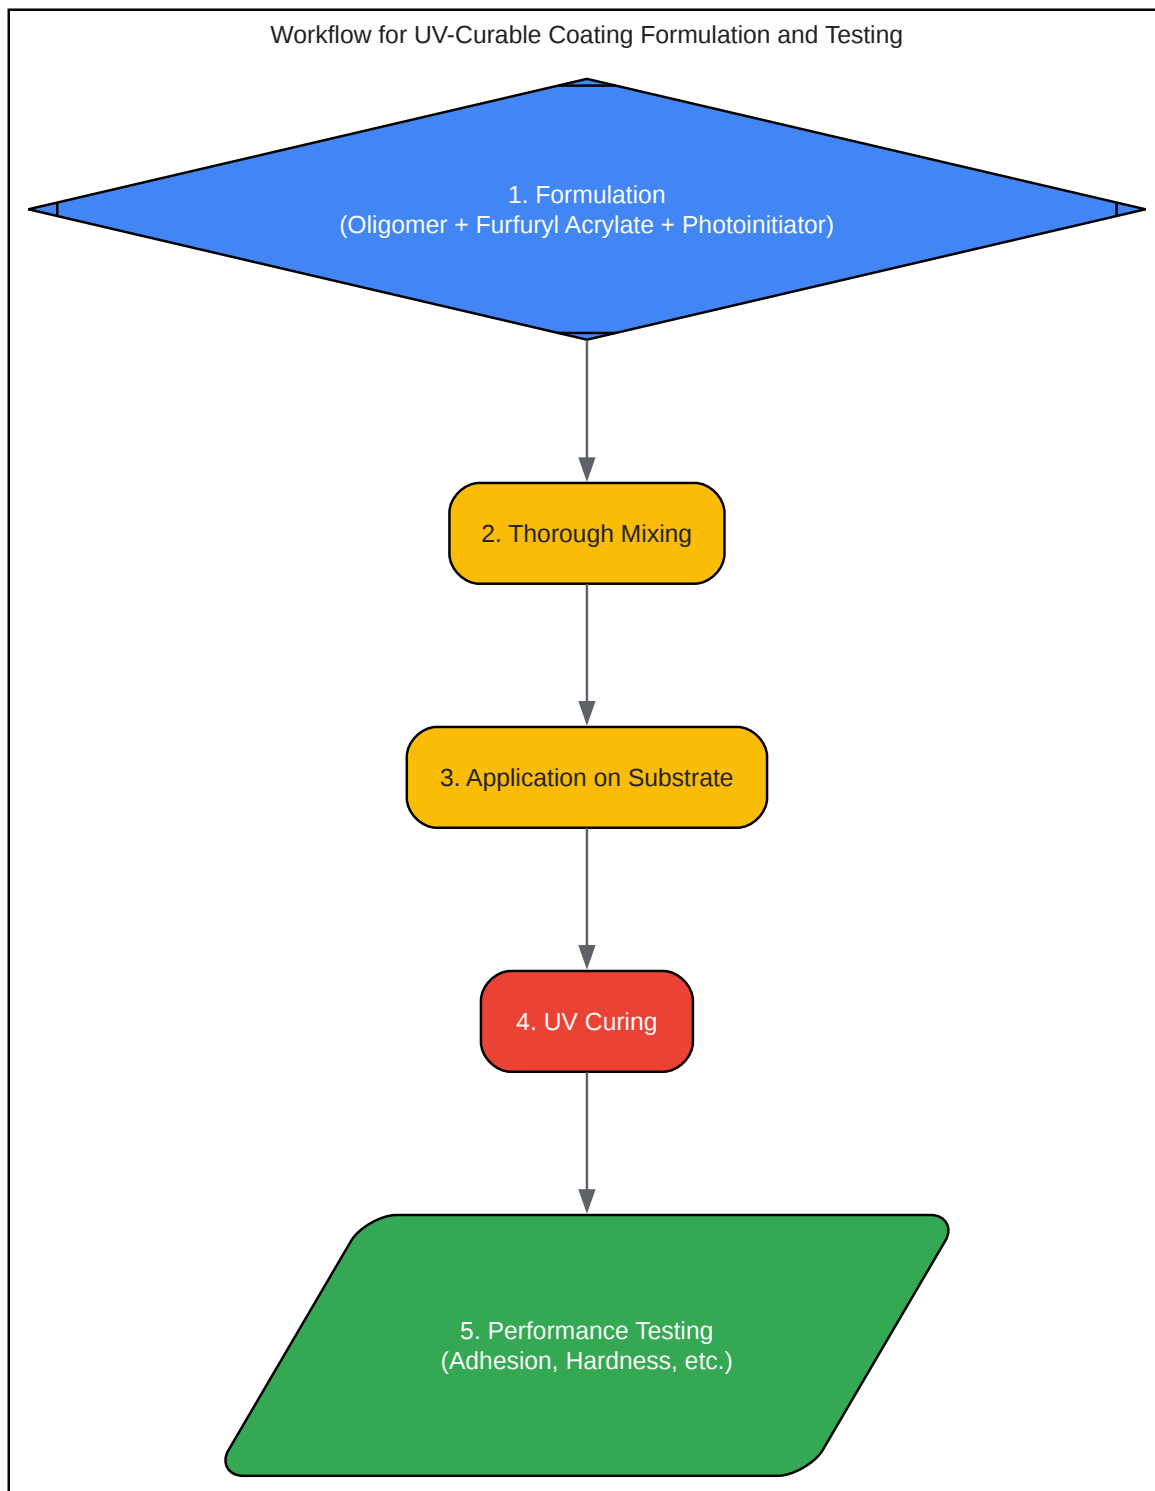 Workflow for UV-Curable Coating Formulation and Testing
1. Formulation
(Oligomer + Furfuryl Acrylate + Photoinitiator)
2. Thorough Mixing
3. Application on Substrate
4. UV Curing
5. Performance Testing
(Adhesion, Hardness, etc.)